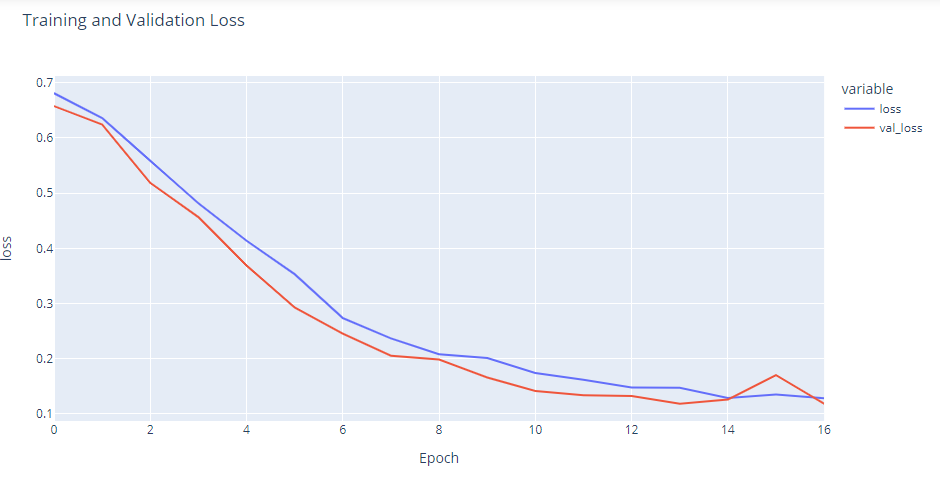 Training and Validation Loss
variable
loss
val_loss
loss
0.7
0.6
0.5
0.4
0.3
0.2
0.1
0 2 4 6 8 10 12 14 16
Epoch